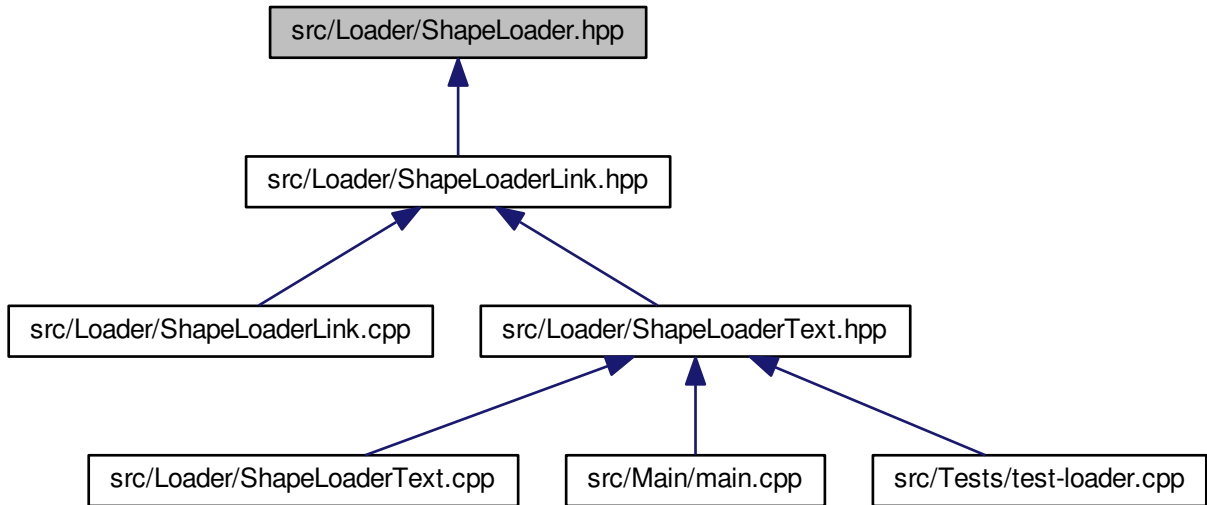 src/Loader/ShapeLoader.hpp
src/Loader/ShapeLoaderLink.hpp
src/Loader/ShapeLoaderLink.cpp
src/Loader/ShapeLoaderText.hpp
src/Loader/ShapeLoaderText.cpp
src/Main/main.cpp
src/Tests/test-loader.cpp